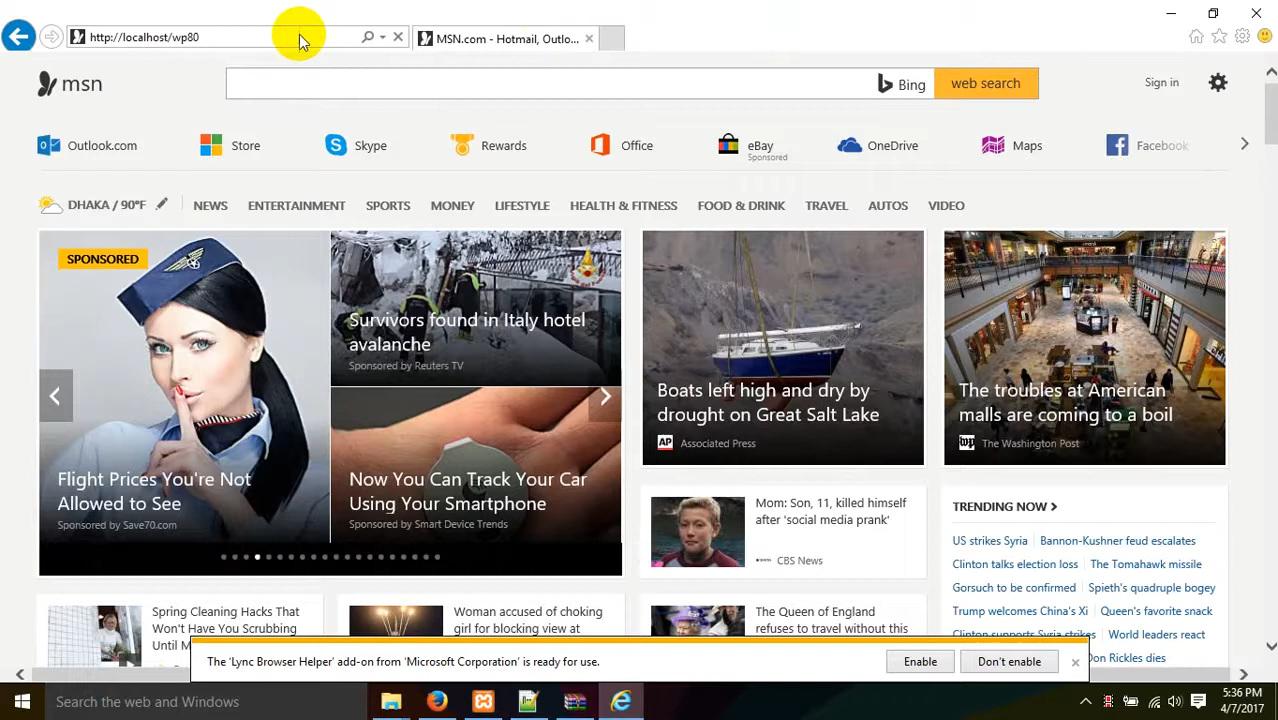 http://localhost/wp80
MSN.com - Hotmail, Outlo...
msn
Bing
web search
Sign in
Outlook.com
Store
Skype
Rewards
Office
eBay
Sponsored
OneDrive
Maps
Facebook
DHAKA / 90°F
NEWS
ENTERTAINMENT
SPORTS
MONEY
LIFESTYLE
HEALTH & FITNESS
FOOD & DRINK
TRAVEL
AUTOS
VIDEO
SPONSORED
Flight Prices You're Not
Allowed to See
Sponsored by Save70.com
Survivors found in Italy hotel
avalanche
Sponsored by Reuters TV
Now You Can Track Your Car
Using Your Smartphone
Sponsored by Smart Device Trends
Boats left high and dry by
drought on Great Salt Lake
AP Associated Press
The troubles at American
malls are coming to a boil
The Washington Post
Mom: Son, 11, killed himself
after 'social media prank'
CBS News
TRENDING NOW
US strikes Syria
Bannon-Kushner feud escalates
Clinton talks election loss
The Tomahawk missile
Gorsuch to be confirmed
Spieth's quadruple bogey
Trump welcomes China's Xi
Queen's favorite snack
Clinton supports Syria strikes
World leaders react
Don Rickles dies
Spring Cleaning Hacks That
Won't Have You Scrubbing
Until M
Woman accused of choking
girl for blocking view at
The Queen of England
refuses to travel without this
The 'Lync Browser Helper' add-on from 'Microsoft Corporation' is ready for use.
Enable
Don't enable
Search the web and Windows
5:36 PM
4/7/2017